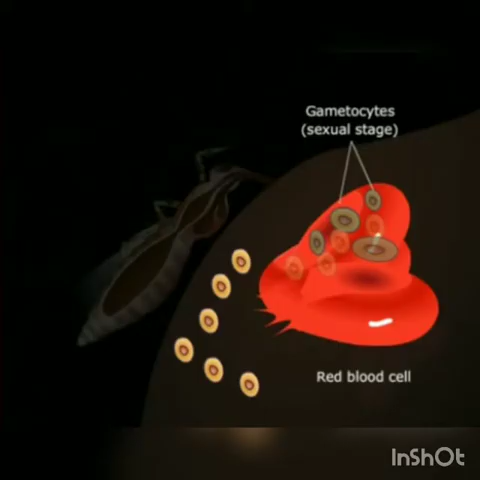 Gametocytes
(sexual stage)
Red blood cell
InShOt